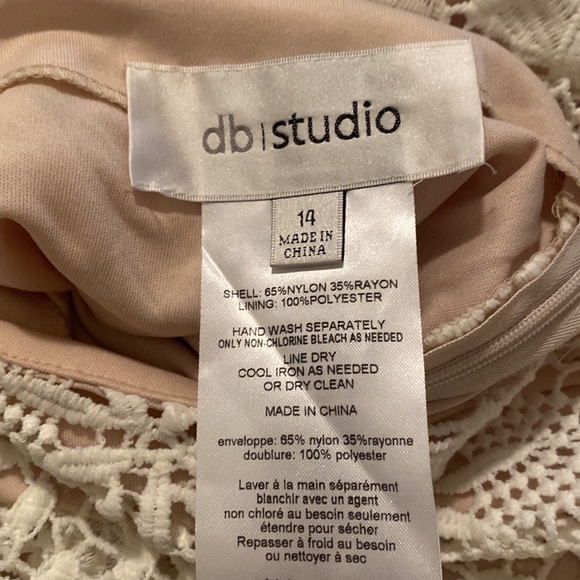 db|studio
14
MADE IN
CHINA
SHELL: 65%NYLON 35%RAYON
LINING: 100%POLYESTER
HAND WASH SEPARATELY
ONLY NON-CHLORINE BLEACH AS NEEDED
LINE DRY
COOL IRON AS NEEDED
OR DRY CLEAN
MADE IN CHINA
enveloppe: 65% nylon 35%rayonne
doublure: 100% polyester
Laver à la main séparément
blanchir avec un agent
non chloré au besoin seulement
étendre pour sécher
Repasser à froid au besoin
ou nettoyer à sec